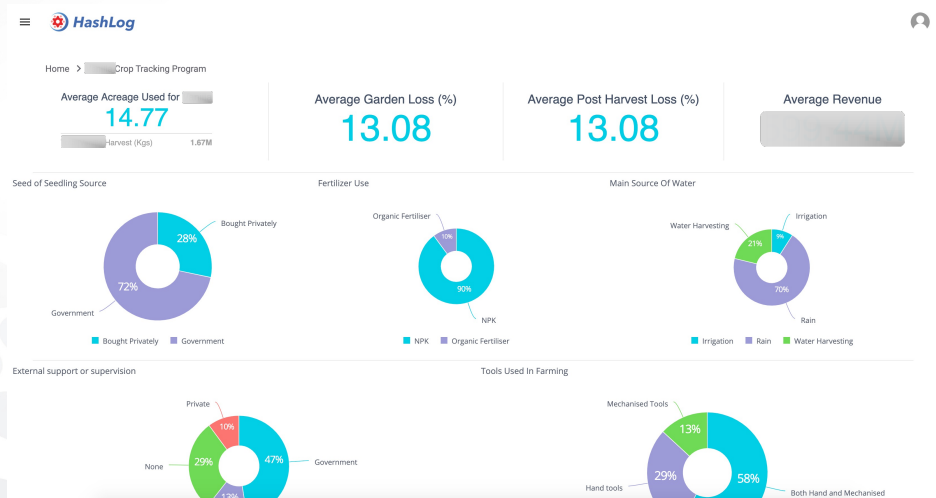 HashLog
Home > Crop Tracking Program
Average Acreage Used for
14.77
Harvest (Kgs) 1.67M
Average Garden Loss (%)
13.08
Average Post Harvest Loss (%)
13.08
Average Revenue
Seed of Seedling Source
Bought Privately
28%
72%
Government
Bought Privately Government
Fertilizer Use
Organic Fertiliser
10%
90%
NPK
NPK Organic Fertiliser
Main Source Of Water
Water Harvesting
Irrigation
21%
9%
70%
Rain
Irrigation Rain Water Harvesting
External support or supervision
Private
10%
29%
47%
Government
None
13%
Tools Used In Farming
Mechanised Tools
13%
29%
58%
Hand tools
Both Hand and Mechanised